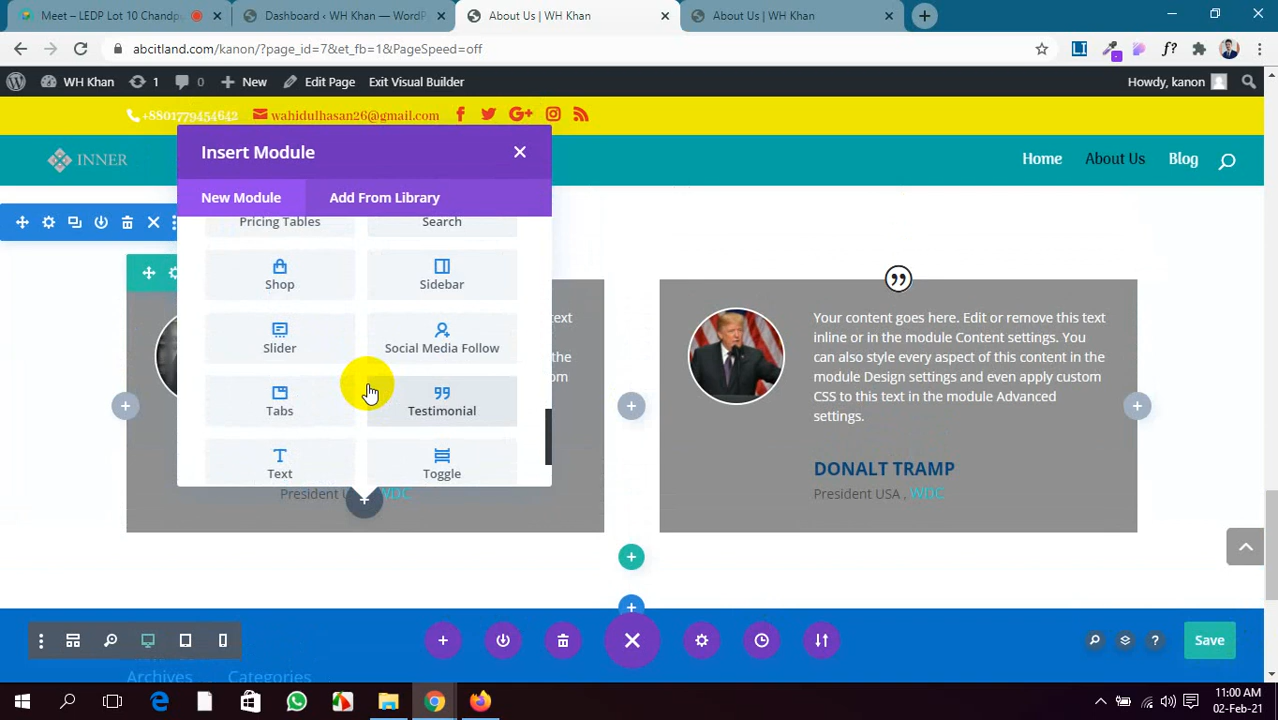 Meet – LEDP Lot 10 Chandp
Dashboard ‹ WH Khan — WordP
About Us | WH Khan
About Us | WH Khan
abcitland.com/kanon/?page_id=7&et_fb=1&PageSpeed=off
WH Khan
1
0
New
Edit Page
Exit Visual Builder
Howdy, kanon
+8801779454642
wahidulhasan26@gmail.com
INNER
Home
About Us
Blog
Insert Module
New Module
Add From Library
Pricing Tables
Search
Shop
Sidebar
Slider
Social Media Follow
Tabs
Testimonial
Text
Toggle
text
the
om
President U
WDC
Your content goes here. Edit or remove this text
inline or in the module Content settings. You
can also style every aspect of this content in the
module Design settings and even apply custom
CSS to this text in the module Advanced
settings.
DONALT TRAMP
President USA , WDC
Archives
Categories
Save
11:00 AM
02-Feb-21